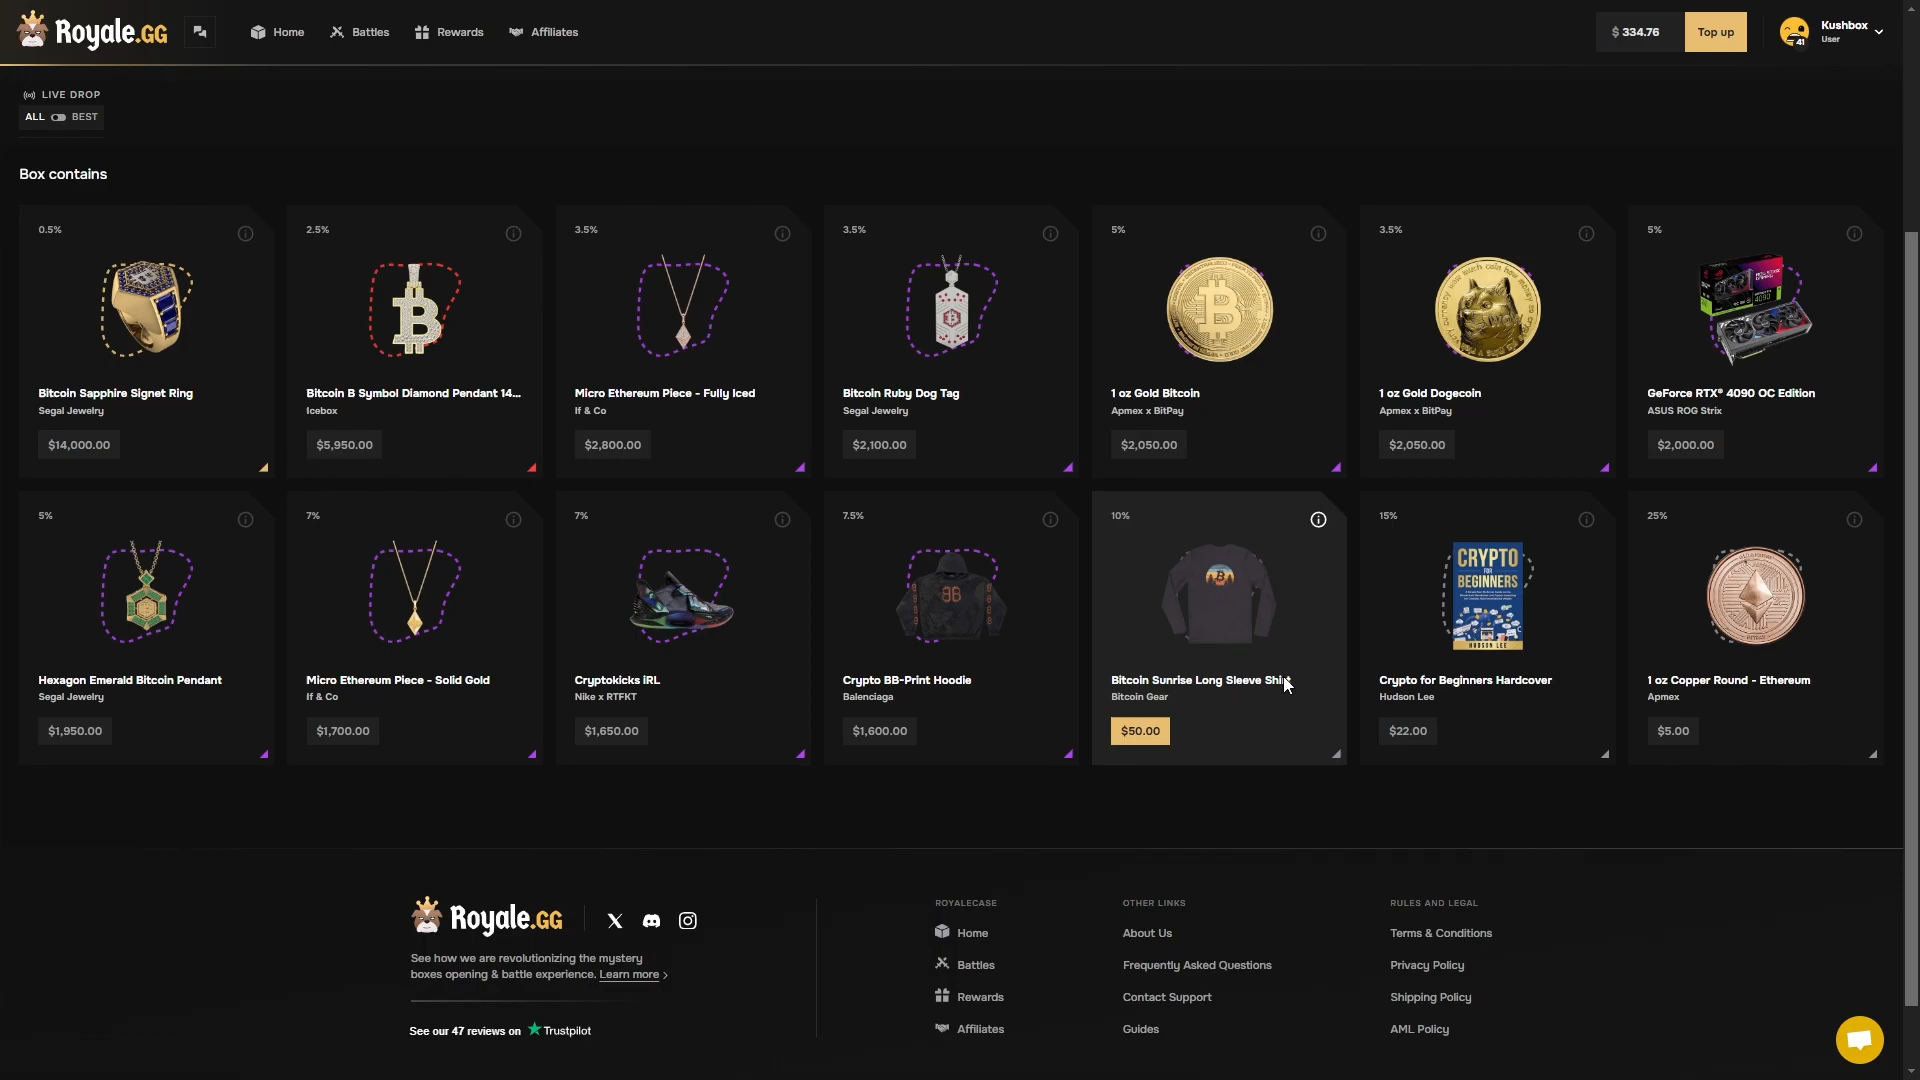 Royale.GG
Home
Battles
Rewards
Affiliates
$ 334.76
Top up
41
Kushbox
User
LIVE DROP
ALL
BEST
Box contains
0.5%
Bitcoin Sapphire Signet Ring
Segal Jewelry
$14,000.00
2.5%
Bitcoin B Symbol Diamond Pendant 14...
Icebox
$5,950.00
3.5%
Micro Ethereum Piece - Fully Iced
If & Co
$2,800.00
3.5%
Bitcoin Ruby Dog Tag
Segal Jewelry
$2,100.00
5%
1 oz Gold Bitcoin
Apmex x BitPay
$2,050.00
3.5%
1 oz Gold Dogecoin
Apmex x BitPay
$2,050.00
5%
GeForce RTX® 4090 OC Edition
ASUS ROG Strix
$2,000.00
5%
Hexagon Emerald Bitcoin Pendant
Segal Jewelry
$1,950.00
7%
Micro Ethereum Piece - Solid Gold
If & Co
$1,700.00
7%
Cryptokicks iRL
Nike x RTFKT
$1,650.00
7.5%
Crypto BB-Print Hoodie
Balenciaga
$1,600.00
10%
Bitcoin Sunrise Long Sleeve Shirt
Bitcoin Gear
$50.00
15%
CRYPTO
FOR
BEGINNERS
HUDSON LEE
Crypto for Beginners Hardcover
Hudson Lee
$22.00
25%
1 oz Copper Round - Ethereum
Apmex
$5.00
Royale.GG
See how we are revolutionizing the mystery
boxes opening & battle experience. Learn more >
See our 47 reviews on Trustpilot
ROYALECASE
Home
Battles
Rewards
Affiliates
OTHER LINKS
About Us
Frequently Asked Questions
Contact Support
Guides
RULES AND LEGAL
Terms & Conditions
Privacy Policy
Shipping Policy
AML Policy